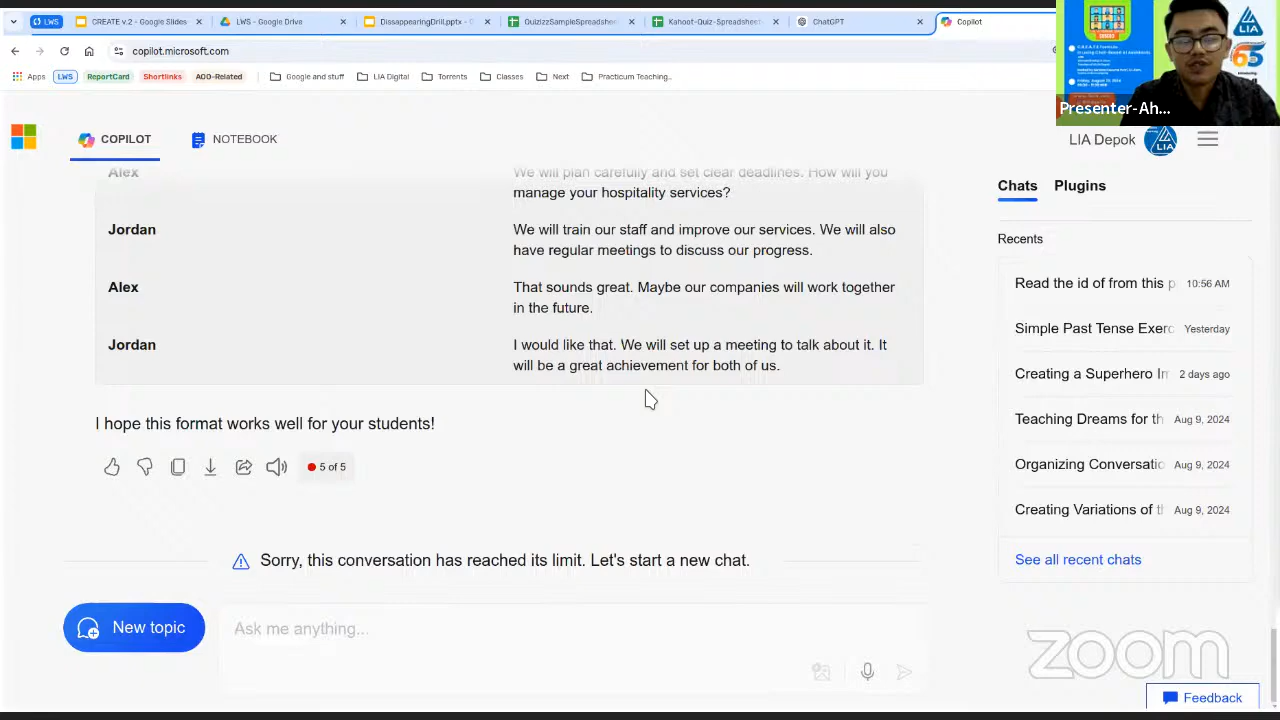 LWS
CREATE v.2 - Google Slides
LWS - Google Drive
DissappearingDrill.pptx - G
QuizizzSampleSpreadshee
Kahoot-Quiz-Spreadsheet
ChatGPT
Copilot
copilot.microsoft.com
Apps
LWS
ReportCard
Shortlinks
AOO-Related
Google and stuff
LIADigitals
Torrents
Classes
Next
Practicum Teaching..
Presenter-Ah...
COPILOT
NOTEBOOK
LIA Depok
Chats
Plugins
Recents
Alex
We will plan carefully and set clear deadlines. How will you
manage your hospitality services?
Jordan
We will train our staff and improve our services. We will also
have regular meetings to discuss our progress.
Alex
That sounds great. Maybe our companies will work together
in the future.
Jordan
I would like that. We will set up a meeting to talk about it. It
will be a great achievement for both of us.
I hope this format works well for your students!
5 of 5
Sorry, this conversation has reached its limit. Let's start a new chat.
New topic
Ask me anything...
Read the id of from this p
10:56 AM
Simple Past Tense Exerc
Yesterday
Creating a Superhero Im
2 days ago
Teaching Dreams for th
Aug 9, 2024
Organizing Conversatio
Aug 9, 2024
Creating Variations of th
Aug 9, 2024
See all recent chats
zoom
Feedback